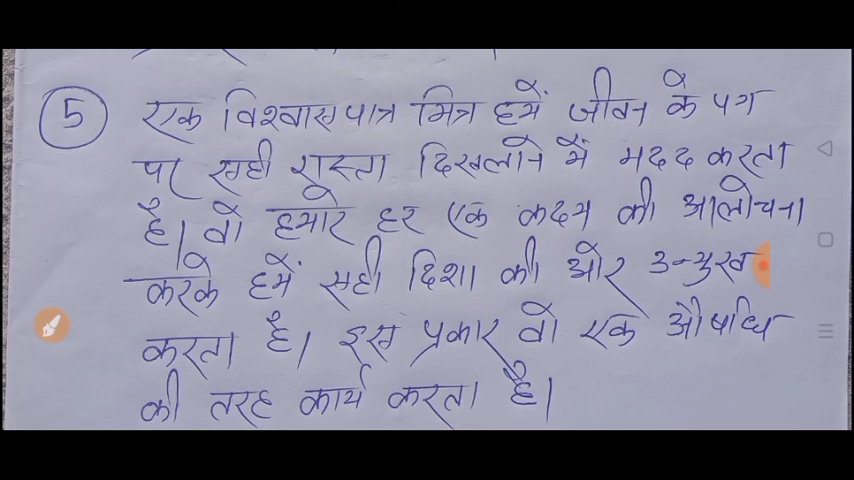 5 एक विश्वासपात्र मित्र हमें जीवन के पग
पर सही रास्ता दिखलाने में मदद करता
है। वो हमारे हर एक कदम की आलोचना
करके हमें सही दिशा की ओर उन्मुख
करता है। इस प्रकार वो एक औषधि
की तरह कार्य करता है।